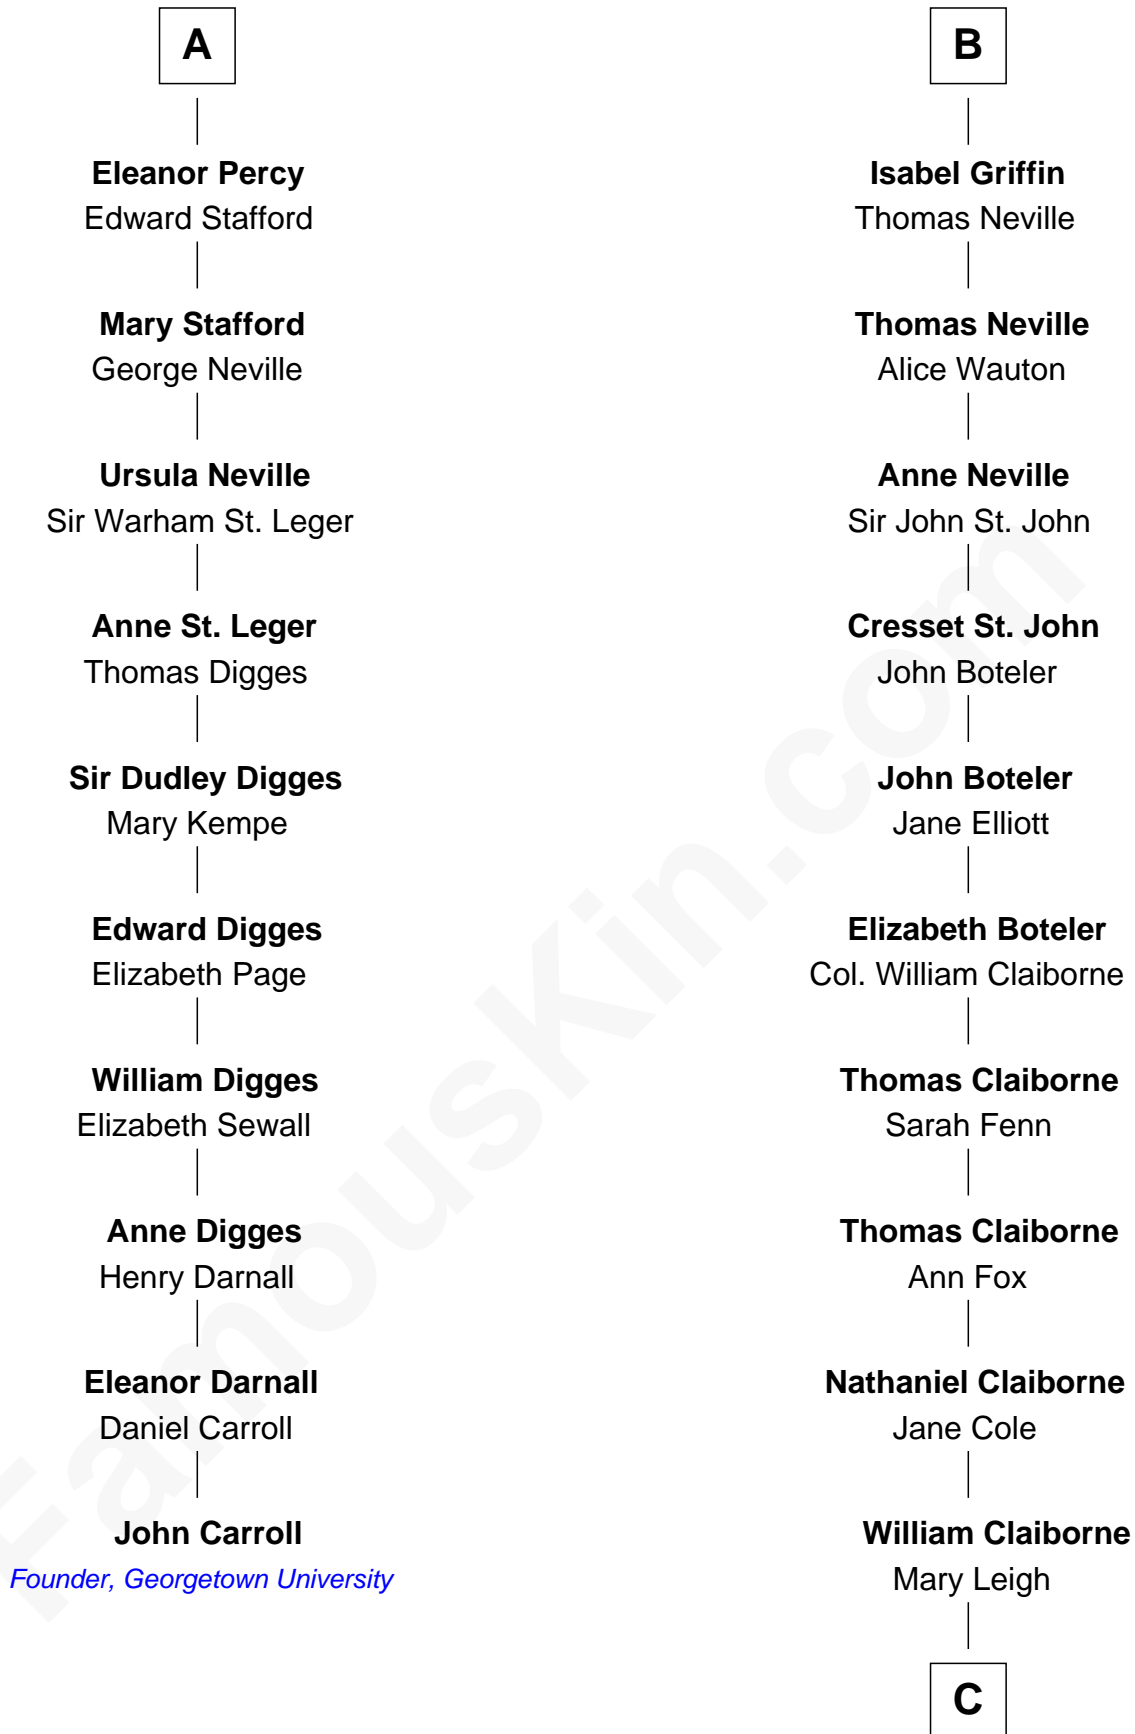 A
Eleanor Percy
Edward Stafford
Mary Stafford
George Neville
Ursula Neville
Sir Warham St. Leger
Anne St. Leger
Thomas Digges
Sir Dudley Digges
Mary Kempe
Edward Digges
Elizabeth Page
William Digges
Elizabeth Sewall
Anne Digges
Henry Darnall
Eleanor Darnall
Daniel Carroll
John Carroll
Founder, Georgetown University
B
Isabel Griffin
Thomas Neville
Thomas Neville
Alice Wauton
Anne Neville
Sir John St. John
Cresset St. John
John Boteler
John Boteler
Jane Elliott
Elizabeth Boteler
Col. William Claiborne
Thomas Claiborne
Sarah Fenn
Thomas Claiborne
Ann Fox
Nathaniel Claiborne
Jane Cole
William Claiborne
Mary Leigh
C
FamousKin.com